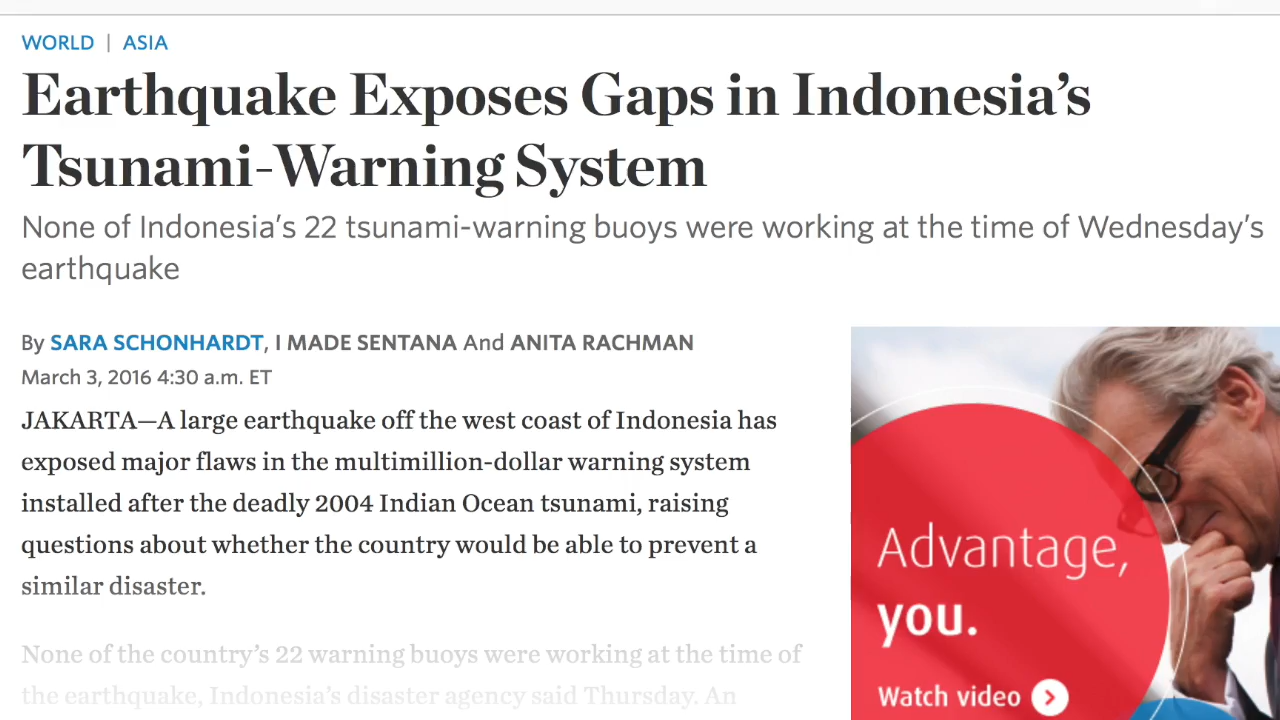 WORLD | ASIA
Earthquake Exposes Gaps in Indonesia’s
Tsunami-Warning System
None of Indonesia’s 22 tsunami-warning buoys were working at the time of Wednesday’s
earthquake
By SARA SCHONHARDT, I MADE SENTANA And ANITA RACHMAN
March 3, 2016 4:30 a.m. ET
JAKARTA—A large earthquake off the west coast of Indonesia has
exposed major flaws in the multimillion-dollar warning system
installed after the deadly 2004 Indian Ocean tsunami, raising
questions about whether the country would be able to prevent a
similar disaster.
None of the country’s 22 warning buoys were working at the time of
the earthquake, Indonesia’s disaster agency said Thursday. An
Advantage,
you.
Watch video